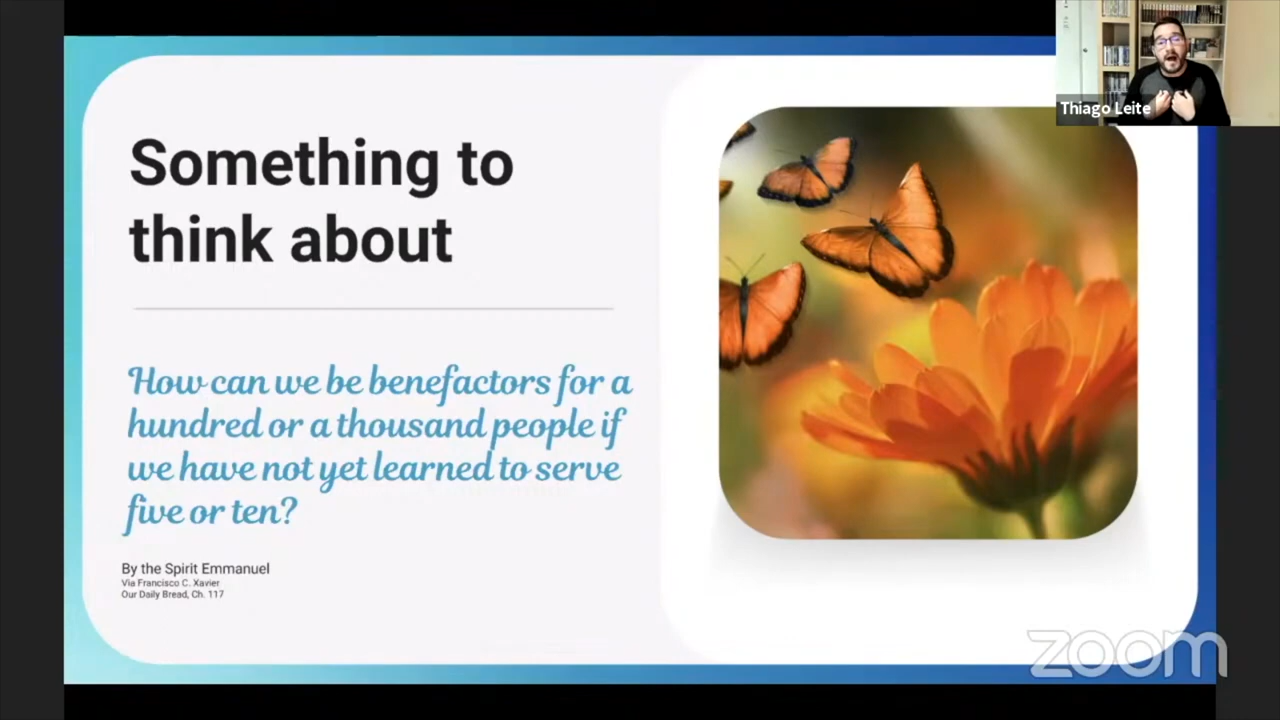 Something to
think about
How can we be benefactors for a
hundred or a thousand people if
we have not yet learned to serve
five or ten?
By the Spirit Emmanuel
Via Francisco C. Xavier
Our Daily Bread, Ch. 117
Thiago Leite
zoom